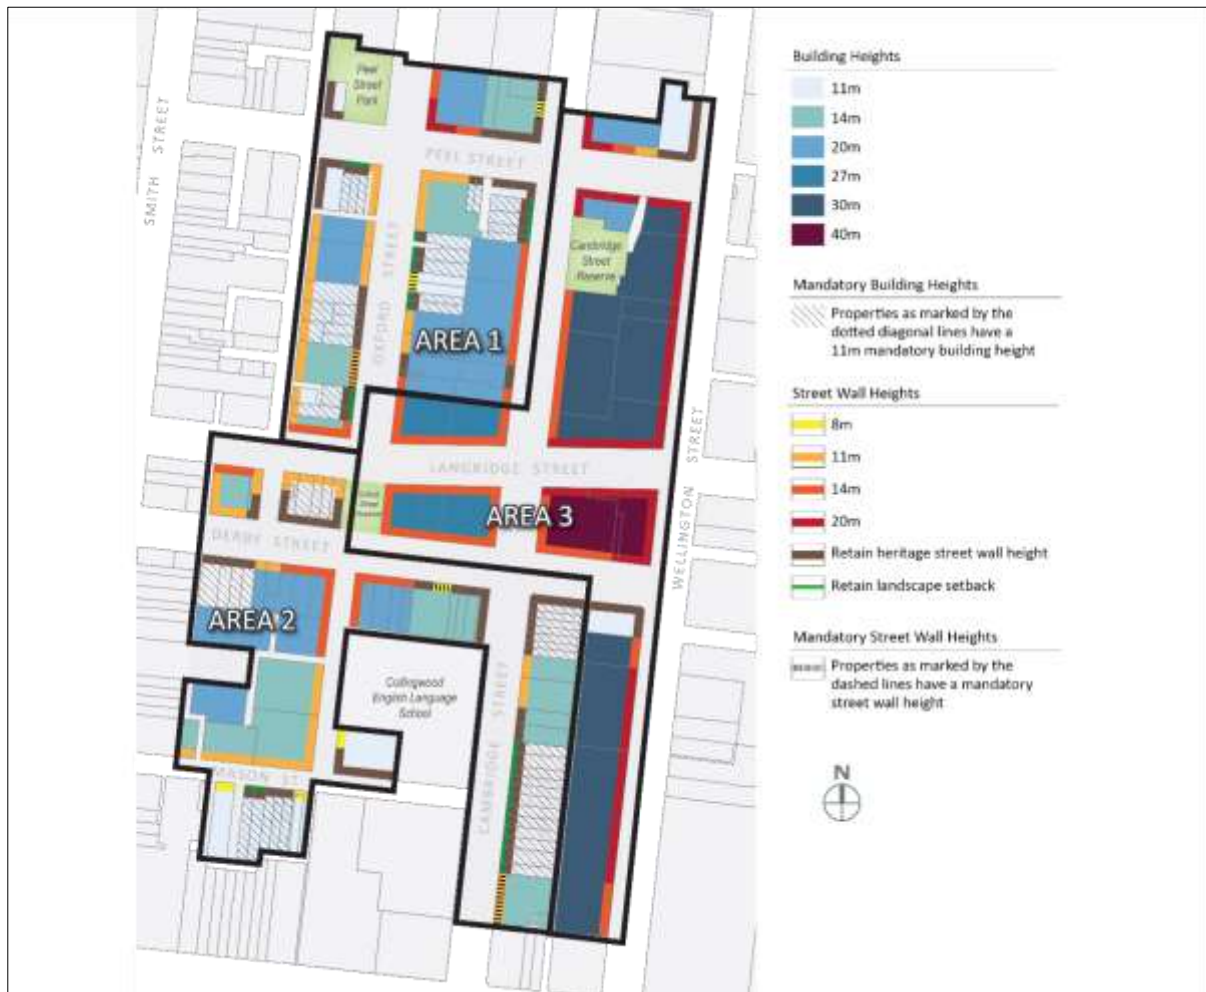 Building Heights
11m
14m
20m
27m
30m
40m
Mandatory Building Heights
Properties as marked by the
dotted diagonal lines have a
11m mandatory building height
Street Wall Heights
8m
11m
14m
20m
Retain heritage street wall height
Retain landscape setback
Mandatory Street Wall Heights
Properties as marked by the
dashed lines have a mandatory
street wall height
N
Peel
Street
Park
SMITH STREET
PEEL STREET
OXFORD STREET
Cambridge
Street
Reserve
AREA 1
WELLINGTON STREET
LANGRIDGE STREET
AREA 3
DERBY STREET
AREA 2
Collingwood
English Language
School
CAMBRIDGE STREET
MASON ST